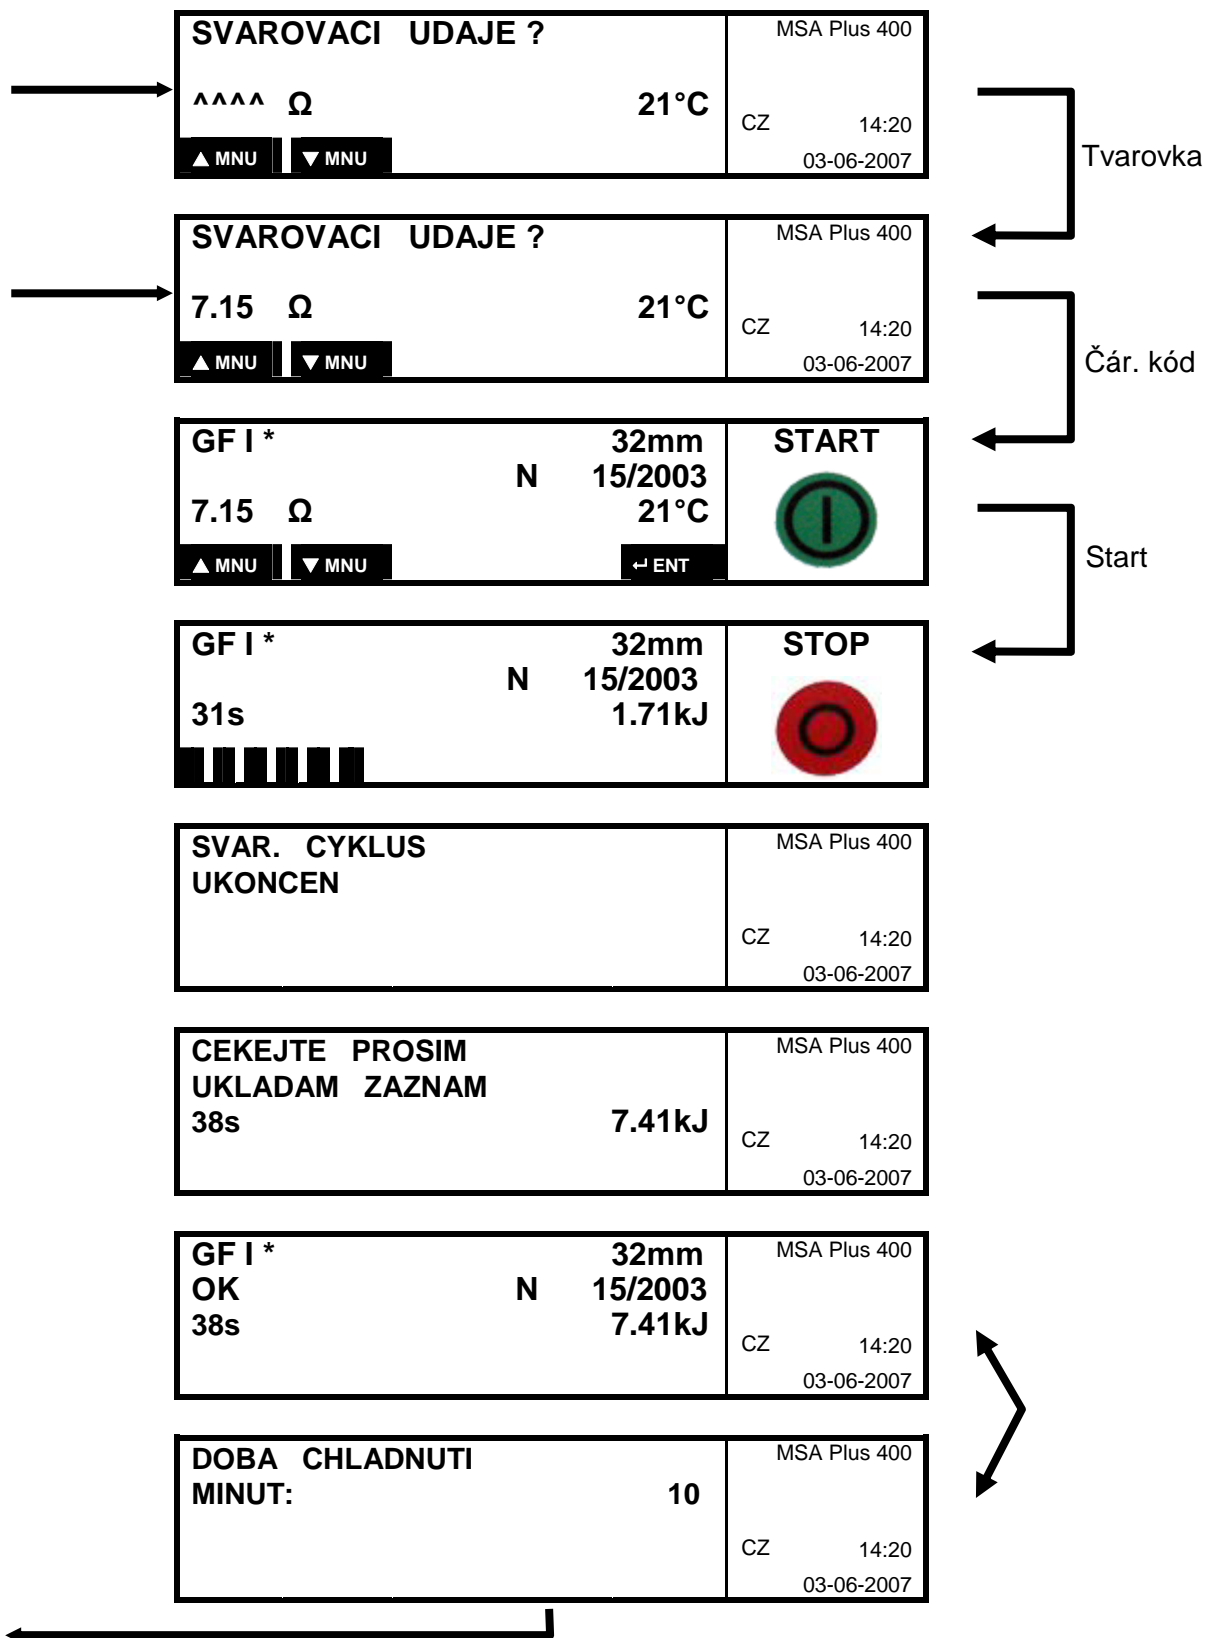 SVAROVACI UDAJE ?
MSA Plus 400
^^^^ Ω 21°C
CZ 14:20
▲ MNU ▼ MNU
03-06-2007
Tvarovka
SVAROVACI UDAJE ?
MSA Plus 400
7.15 Ω 21°C
CZ 14:20
▲ MNU ▼ MNU
03-06-2007
Čár. kód
GF I * 32mm
START
N 15/2003
7.15 Ω 21°C
▲ MNU ▼ MNU ↵ ENT
Start
GF I * 32mm
STOP
N 15/2003
31s 1.71kJ
SVAR. CYKLUS
MSA Plus 400
UKONCEN
CZ 14:20
03-06-2007
CEKEJTE PROSIM
MSA Plus 400
UKLADAM ZAZNAM
38s 7.41kJ
CZ 14:20
03-06-2007
GF I * 32mm
MSA Plus 400
OK N 15/2003
38s 7.41kJ
CZ 14:20
03-06-2007
DOBA CHLADNUTI
MSA Plus 400
MINUT: 10
CZ 14:20
03-06-2007